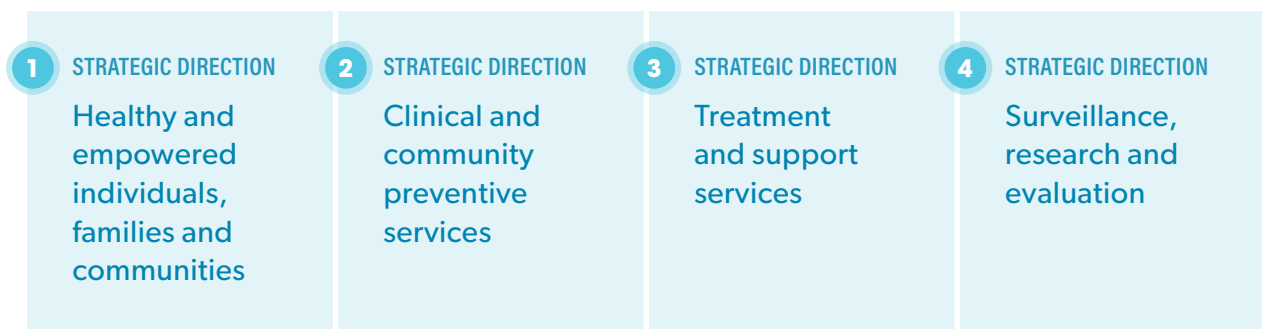 1 STRATEGIC DIRECTION
Healthy and
empowered
individuals,
families and
communities
2 STRATEGIC DIRECTION
Clinical and
community
preventive
services
3 STRATEGIC DIRECTION
Treatment
and support
services
4 STRATEGIC DIRECTION
Surveillance,
research and
evaluation